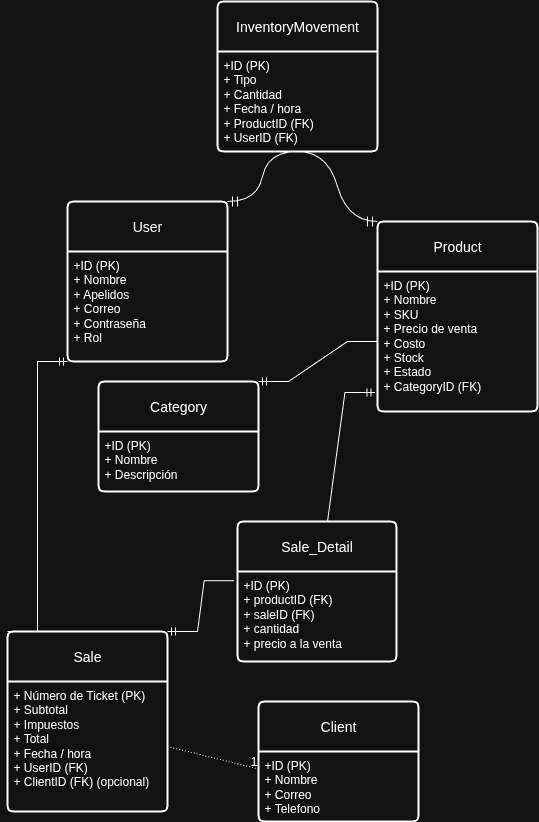 InventoryMovement
+ID (PK)
+ Tipo
+ Cantidad
+ Fecha / hora
+ ProductID (FK)
+ UserID (FK)
User
+ID (PK)
+ Nombre
+ Apelidos
+ Correo
+ Contraseña
+ Rol
Product
+ID (PK)
+ Nombre
+ SKU
+ Precio de venta
+ Costo
+ Stock
+ Estado
+ CategoryID (FK)
Category
+ID (PK)
+ Nombre
+ Descripción
Sale_Detail
+ID (PK)
+ productID (FK)
+ saleID (FK)
+ cantidad
+ precio a la venta
Sale
+ Número de Ticket (PK)
+ Subtotal
+ Impuestos
+ Total
+ Fecha / hora
+ UserID (FK)
+ ClientID (FK) (opcional)
1
Client
+ID (PK)
+ Nombre
+ Correo
+ Telefono